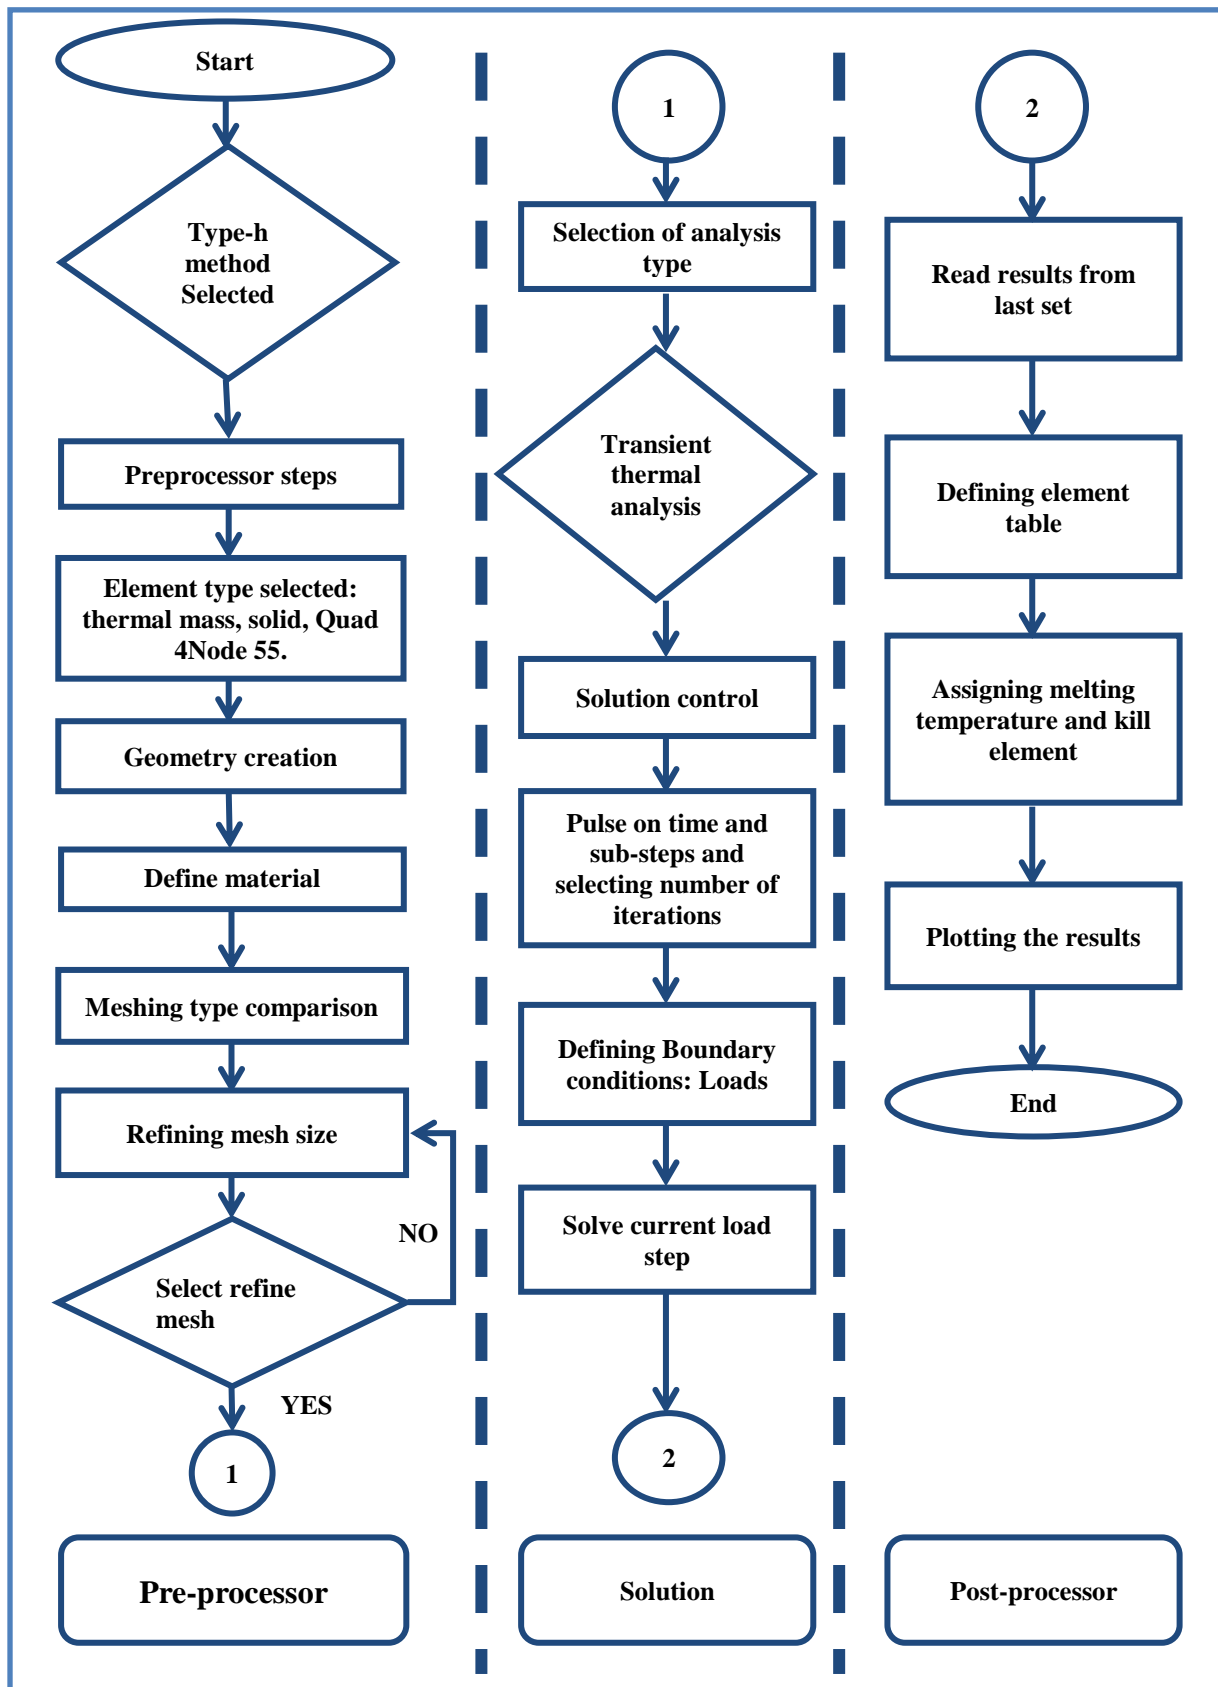 Start
Type-h
method
Selected
Preprocessor steps
Element type selected:
thermal mass, solid, Quad
4Node 55.
Geometry creation
Define material
Meshing type comparison
Refining mesh size
NO
Select refine
mesh
YES
1
Pre-processor
1
Selection of analysis
type
Transient
thermal
analysis
Solution control
Pulse on time and
sub-steps and
selecting number of
iterations
Defining Boundary
conditions: Loads
Solve current load
step
2
Solution
2
Read results from
last set
Defining element
table
Assigning melting
temperature and kill
element
Plotting the results
End
Post-processor